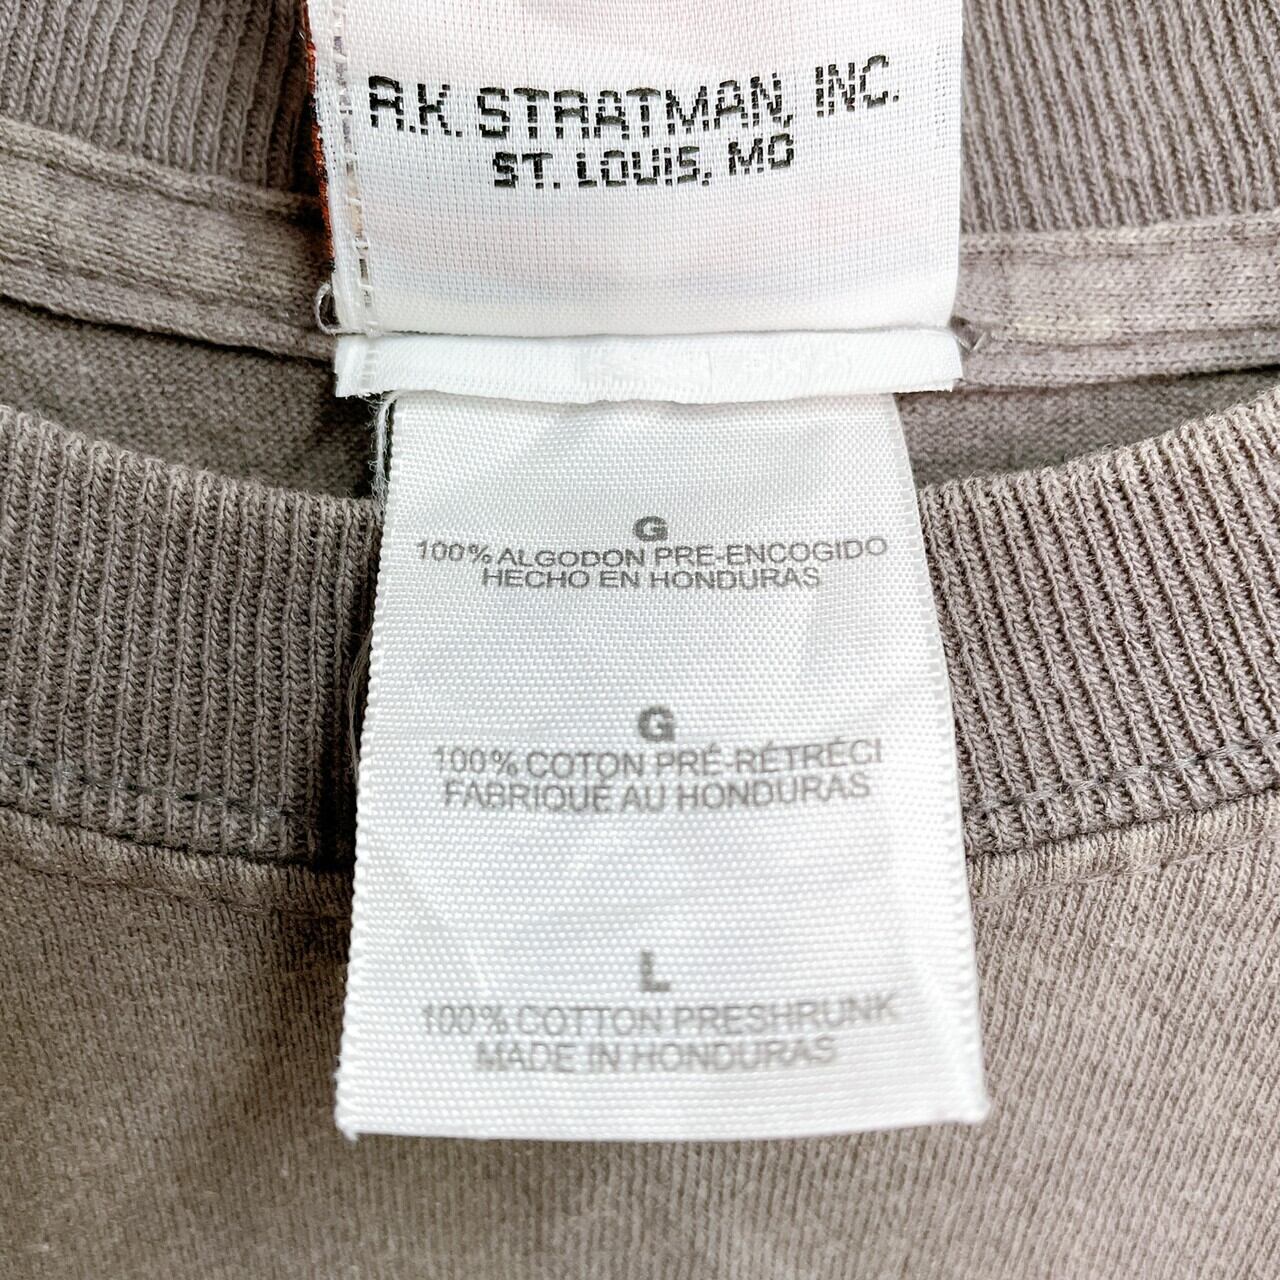 R.K. STRATMAN, INC.
ST. LOUIS, MO
G
100% ALGODON PRE-ENCOGIDO
HECHO EN HONDURAS
G
100% COTON PRÉ-RÉTRÉCI
FABRIQUÉ AU HONDURAS
L
100% COTTON PRESHRUNK
MADE IN HONDURAS